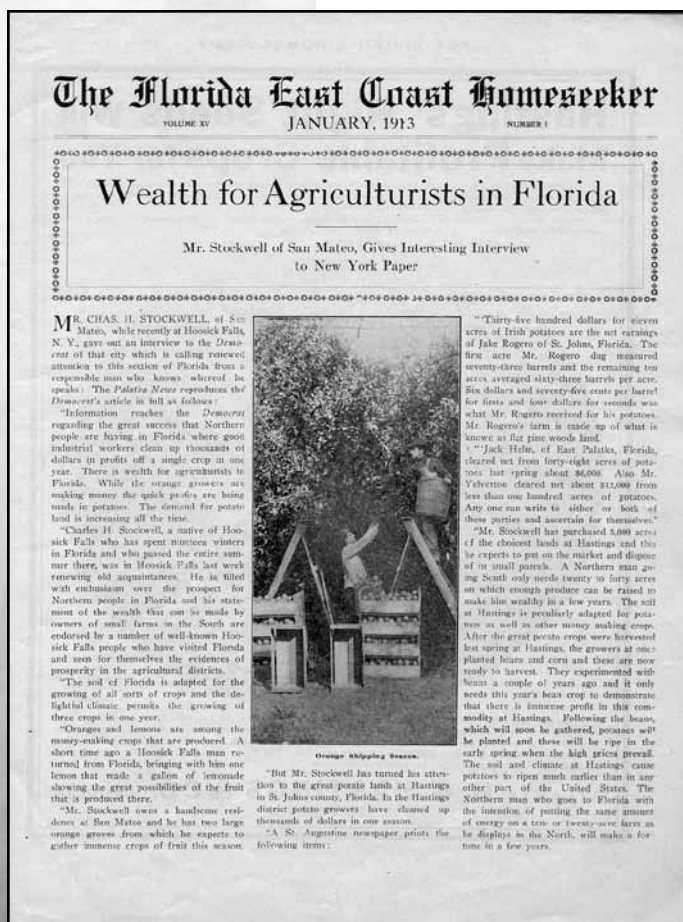 The Florida East Coast Homeseeker
VOLUME XV
JANUARY, 1913
NUMBER 1
Wealth for Agriculturists in Florida
Mr. Stockwell of San Mateo, Gives Interesting Interview
to New York Paper
MR. CHAS. H. STOCKWELL, of San
Mateo, while recently at Hoosick Falls,
N. Y., gave out an interview to the Demo-
crat of that city which is calling renewed
attention to this section of Florida from a
responsible man who knows whereof he
speaks: The Palatka News reproduces the
Democrat's article in full as follows:
"Information reaches the Democrat
regarding the great success that Northern
people are having in Florida where good
industrial workers clean up thousands of
dollars in profits off a single crop in one
year. There is wealth for agriculturists in
Florida. While the orange growers are
making money the quick profits are being
made in potatoes. The demand for potato
land is increasing all the time.
"Charles H. Stockwell, a native of Hoo-
sick Falls who has spent nineteen winters
in Florida and who passed the entire sum-
mer there, was in Hoosick Falls last week
renewing old aquaintances. He is filled
with enthusiasm over the prospect for
Northern people in Florida and his state-
ment of the wealth that can be made by
owners of small farms in the South are
endorsed by a number of well-known Hoo-
sick Falls people who have visited Florida
and seen for themselves the evidences of
prosperity in the agricultural districts.
"The soil of Florida is adapted for the
growing of all sorts of crops and the de-
lightful climate permits the growing of
three crops in one year.
"Oranges and lemons are among the
money-making crops that are produced. A
short time ago a Hoosick Falls man re-
turned from Florida, bringing with him one
lemon that made a gallon of lemonade
showing the great possibilities of the fruit
that is produced there.
"Mr. Stockwell owns a handsome resi-
dence at San Mateo and he has two large
orange groves from which he expects to
gather immense crops of fruit this season.
Orange Shipping Season.
"But Mr. Stockwell has turned his atten-
tion to the great potato lands at Hastings
in St. Johns county, Florida. In the Hastings
district potato growers have cleaned up
thousands of dollars in one season.
"A St. Augustine newspaper prints the
following item:
"'Thirty-five hundred dollars for eleven
acres of Irish potatoes are the net earnings
of Jake Rogero of St. Johns, Florida. The
first acre Mr. Rogero dug measured
seventy-three barrels and the remaining ten
acres averaged sixty-three barrels per acre.
Six dollars and seventy-five cents per barrel
for firsts and four dollars for seconds was
what Mr. Rogero received for his potatoes.
Mr. Rogero's farm is made up of what is
known as flat pine woods land.
"'Jack Helm, of East Palatka, Florida,
cleared net from forty-eight acres of pota-
toes last spring about $6,000. Also Mr.
Yelverton cleared net about $12,000 from
less than one hundred acres of potatoes.
Any one can write to either or both of
these parties and ascertain for themselves.'
"Mr. Stockwell has purchased 5,000 acres
of the choicest lands at Hastings and this
he expects to put on the market and dispose
of in small parcels. A Northern man go-
ing South only needs twenty to forty acres
on which enough produce can be raised to
make him wealthy in a few years. The soil
at Hastings is peculiarly adapted for pota-
toes as well as other money making crops.
After the great potato crops were harvested
last spring at Hastings, the growers at once
planted beans and corn and these are now
ready to harvest. They experimented with
beans a couple of years ago and it only
needs this year's bean crop to demonstrate
that there is immense profit in this com-
modity at Hastings. Following the beans,
which will soon be gathered, potatoes will
be planted and these will be ripe in the
early spring when the high prices prevail.
The soil and climate at Hastings cause
potatoes to ripen much earlier than in any
other part of the United States. The
Northern man who goes to Florida with
the intention of putting the same amount
of energy on a ten- or twenty-acre farm as
he displays in the North, will make a for-
tune in a few years.